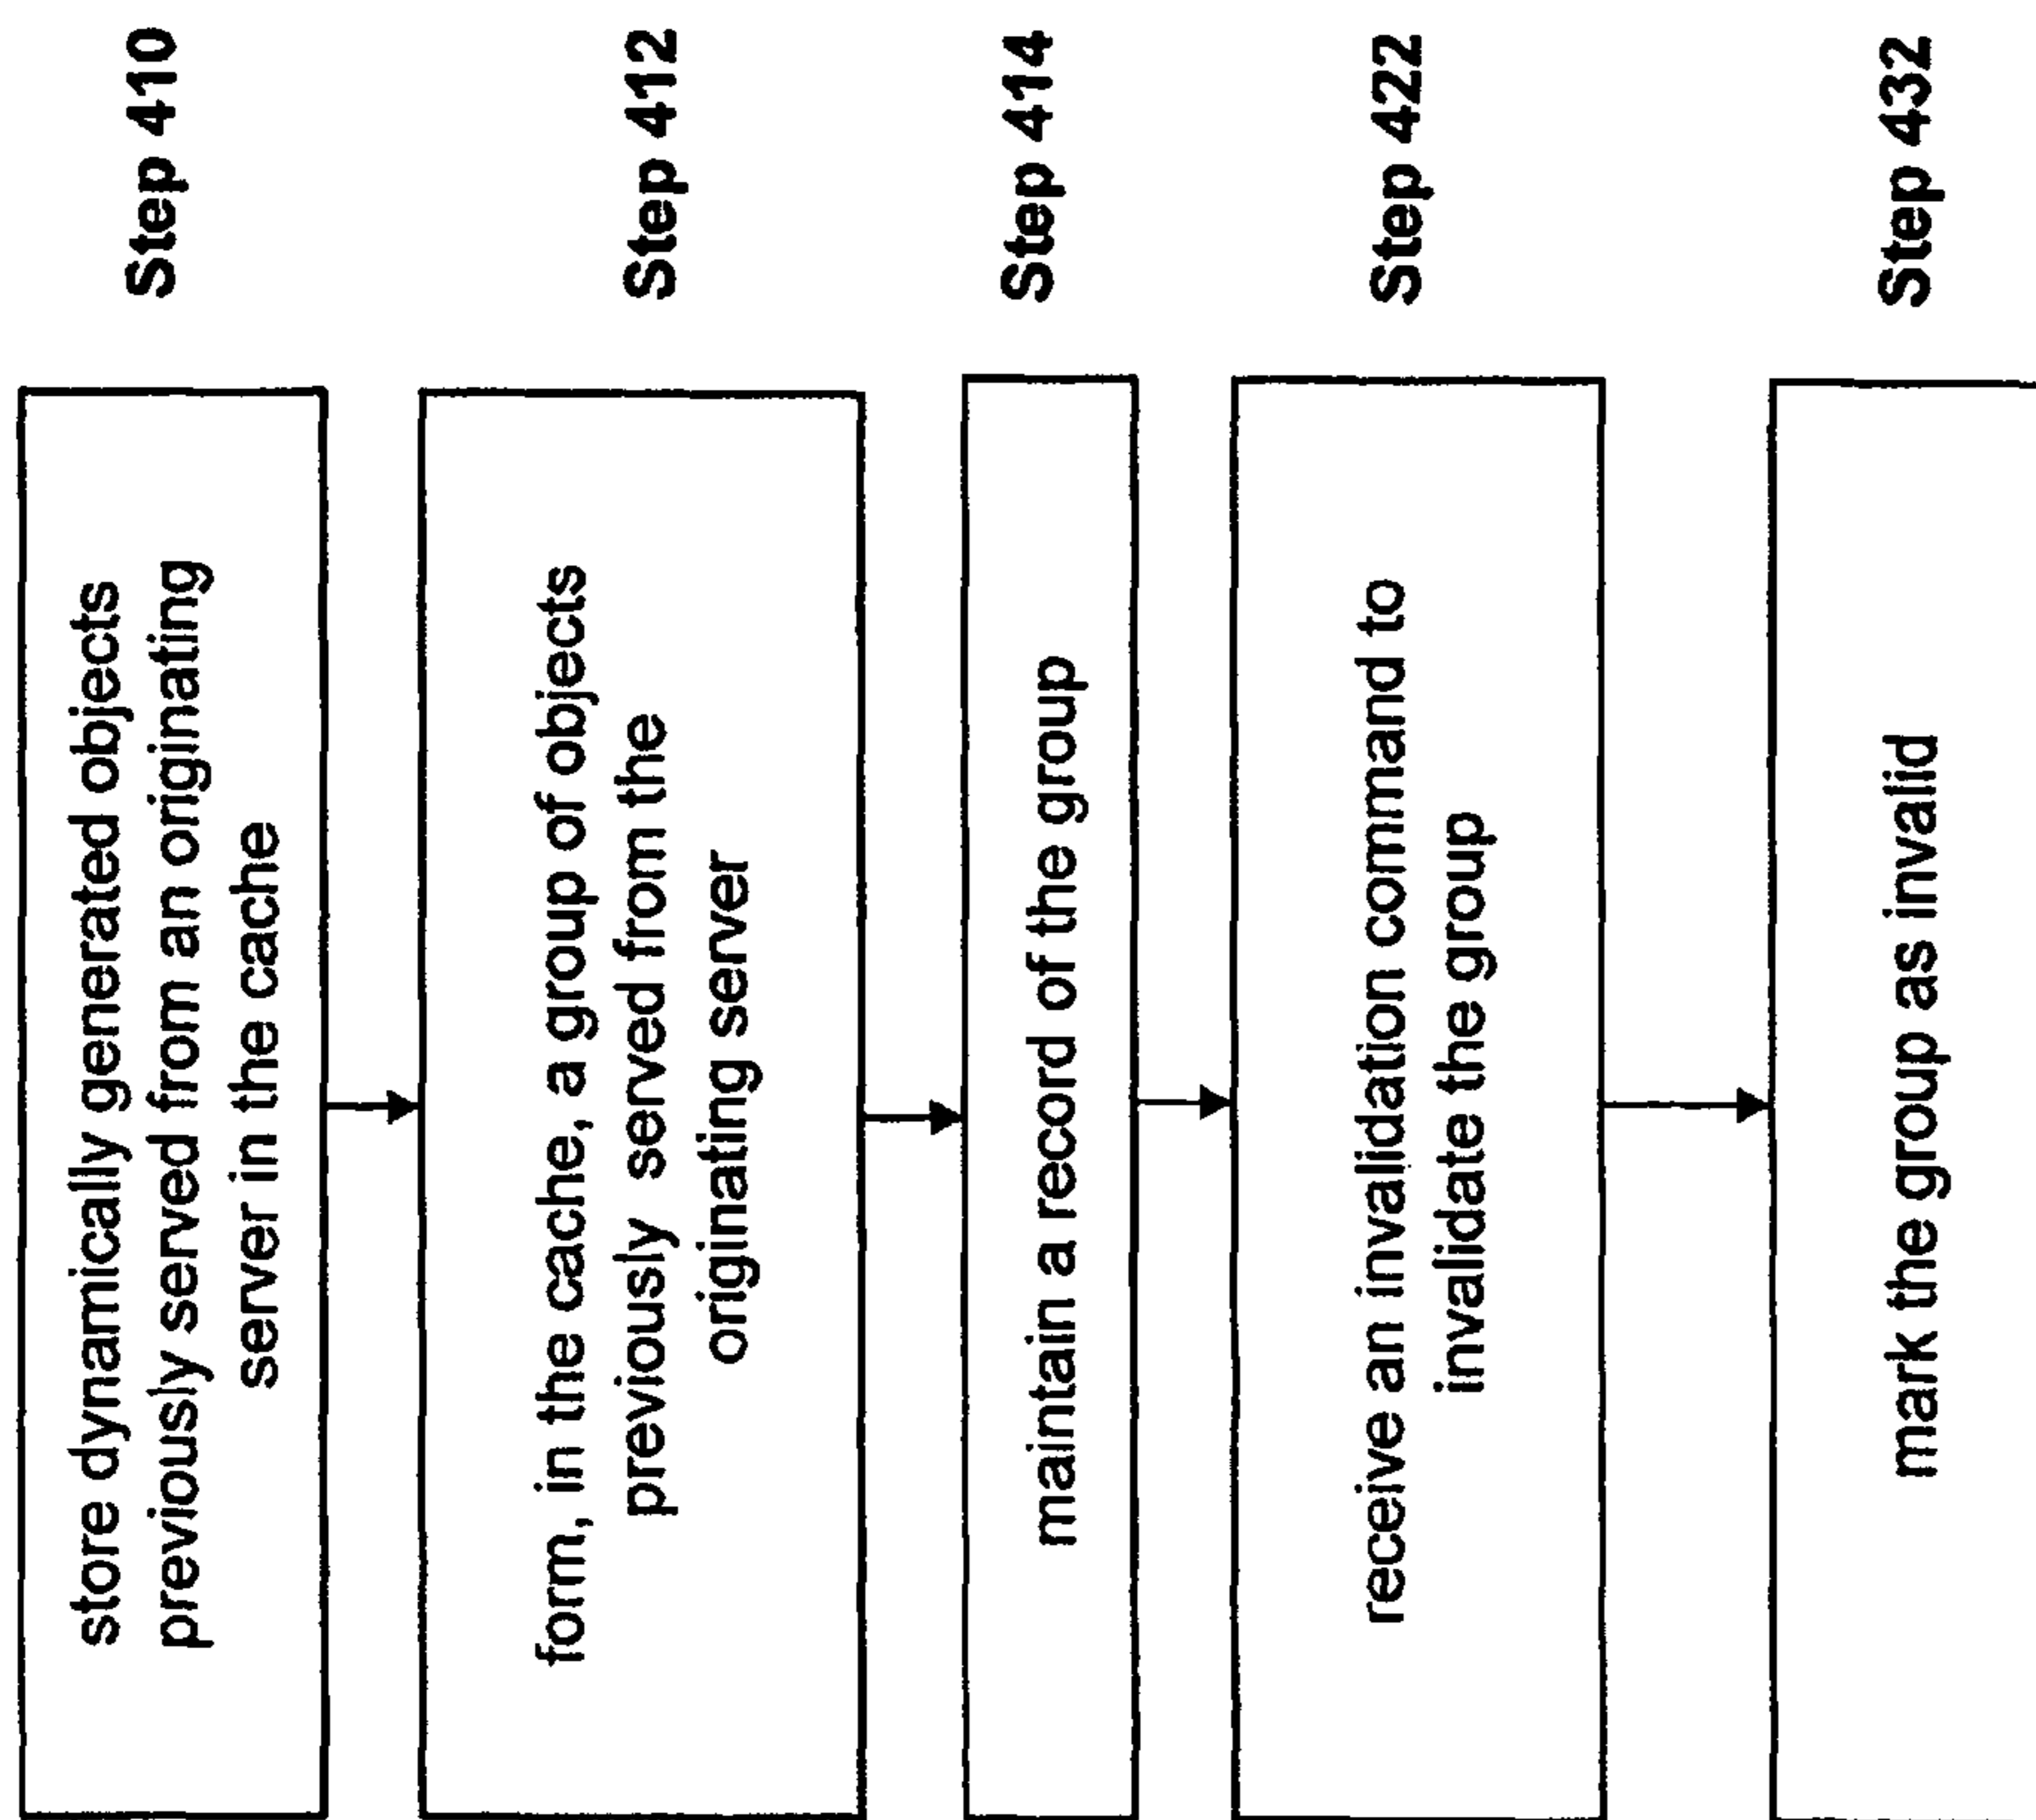 store dynamically generated objects
previously served from an originating
server in the cache
Step 410
form, in the cache, a group of objects
previously served from the
originating server
Step 412
maintain a record of the group
Step 414
receive an invalidation command to
invalidate the group
Step 422
mark the group as invalid
Step 432